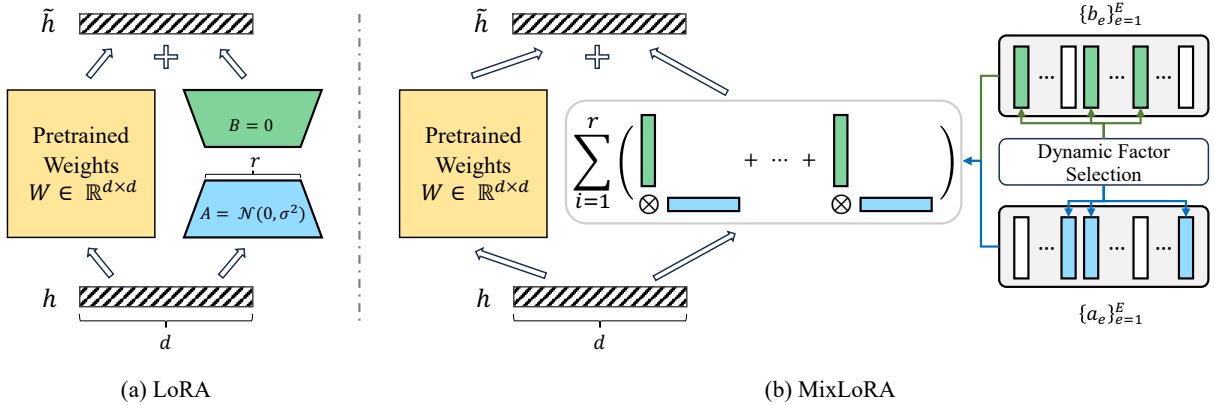 h̃
+
Pretrained
Weights
W ∈ ℝ^{d×d}
B = 0
r
A = 𝒩(0, σ²)
h
d
(a) LoRA
h̃
+
Pretrained
Weights
W ∈ ℝ^{d×d}
∑_{i=1}^{r} ( ⊗ + ··· + ⊗ )
h
d
{b_e}_{e=1}^{E}
··· ··· ···
Dynamic Factor
Selection
··· ··· ···
{a_e}_{e=1}^{E}
(b) MixLoRA